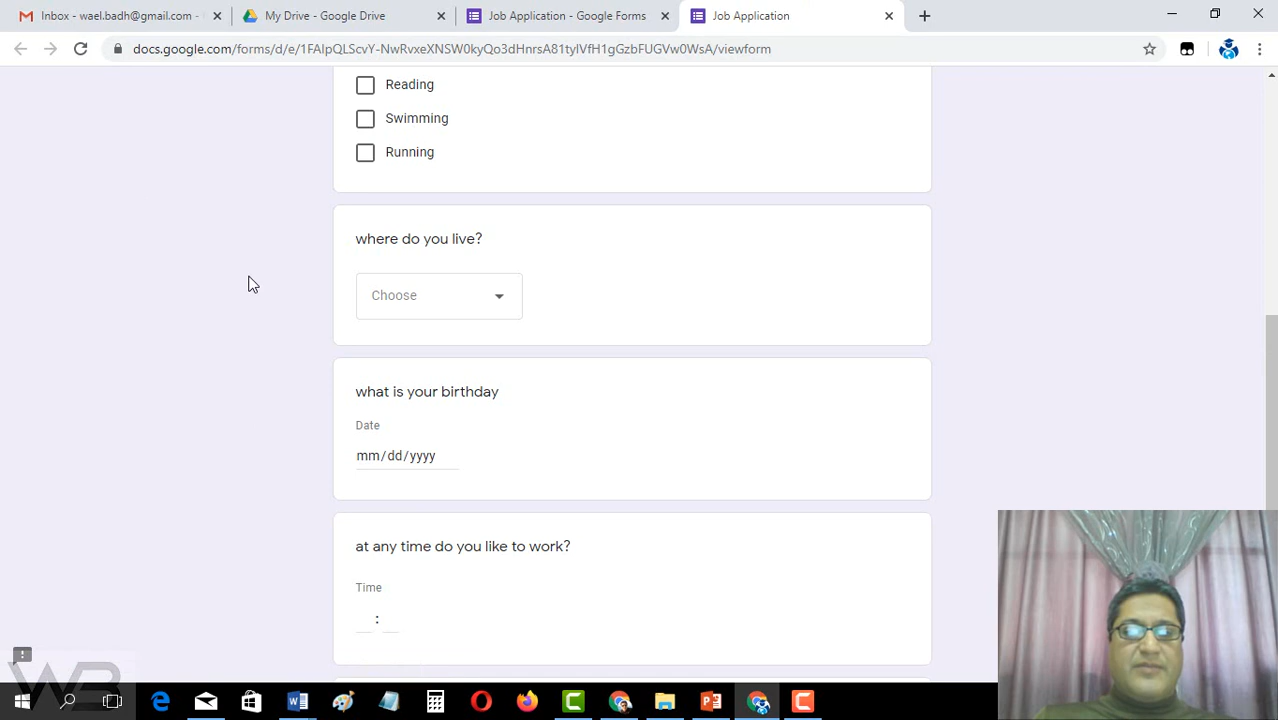 Inbox - wael.badh@gmail.com -
My Drive - Google Drive
Job Application - Google Forms
Job Application
docs.google.com/forms/d/e/1FAIpQLScvY-NwRvxeXNSW0kyQo3dHnrsA81tylVfH1gGzbFUGVw0WsA/viewform
Reading
Swimming
Running
where do you live?
Choose
what is your birthday
Date
mm/dd/yyyy
at any time do you like to work?
Time
:
WB